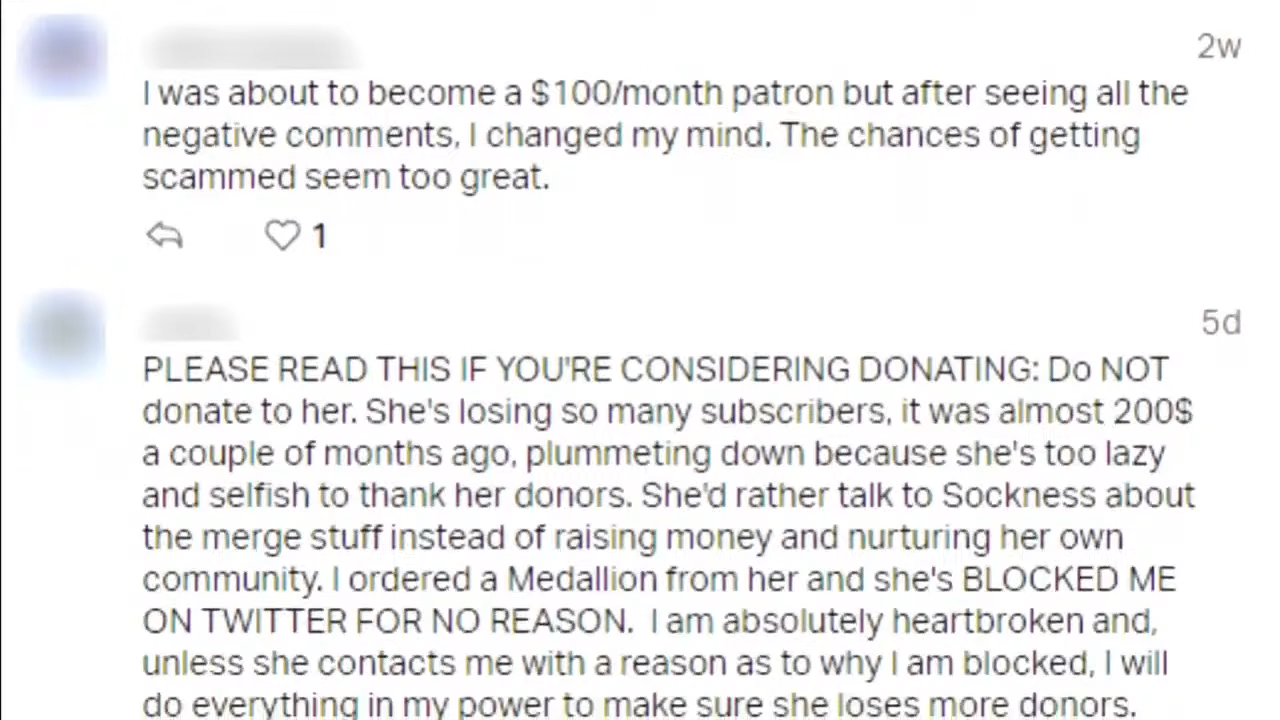 2w
I was about to become a $100/month patron but after seeing all the
negative comments, I changed my mind. The chances of getting
scammed seem too great.
1
5d
PLEASE READ THIS IF YOU'RE CONSIDERING DONATING: Do NOT
donate to her. She's losing so many subscribers, it was almost 200$
a couple of months ago, plummeting down because she's too lazy
and selfish to thank her donors. She'd rather talk to Sockness about
the merge stuff instead of raising money and nurturing her own
community. I ordered a Medallion from her and she's BLOCKED ME
ON TWITTER FOR NO REASON.  I am absolutely heartbroken and,
unless she contacts me with a reason as to why I am blocked, I will
do everything in my power to make sure she loses more donors.